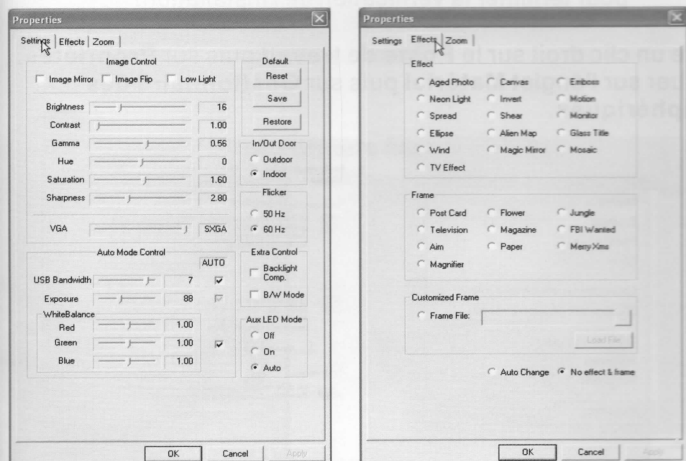 Properties
Settings Effects Zoom
Image Control
Image Mirror Image Flip Low Light
Brightness 16
Contrast 1.00
Gamma 0.56
Hue 0
Saturation 1.60
Sharpness 2.80
VGA SXGA
Default
Reset
Save
Restore
In/Out Door
Outdoor
Indoor
Flicker
50 Hz
60 Hz
Auto Mode Control
AUTO
USB Bandwidth 7
Exposure 88
WhiteBalance
Red 1.00
Green 1.00
Blue 1.00
Extra Control
Backlight
Comp.
B/W Mode
Aux LED Mode
Off
On
Auto
OK Cancel Apply
Properties
Settings Effects Zoom
Effect
Aged Photo Canvas Emboss
Neon Light Invest Motion
Spread Shear Monitor
Ellipse Alien Map Glass Title
Wind Magic Mirror Mosaic
TV Effect
Frame
Post Card Flower Jungle
Television Magazine FBI Wanted
Aim Paper Merry Xms
Magnifier
Customized Frame
Frame File:
Load File
Auto Change No effect & frame
OK Cancel Apply